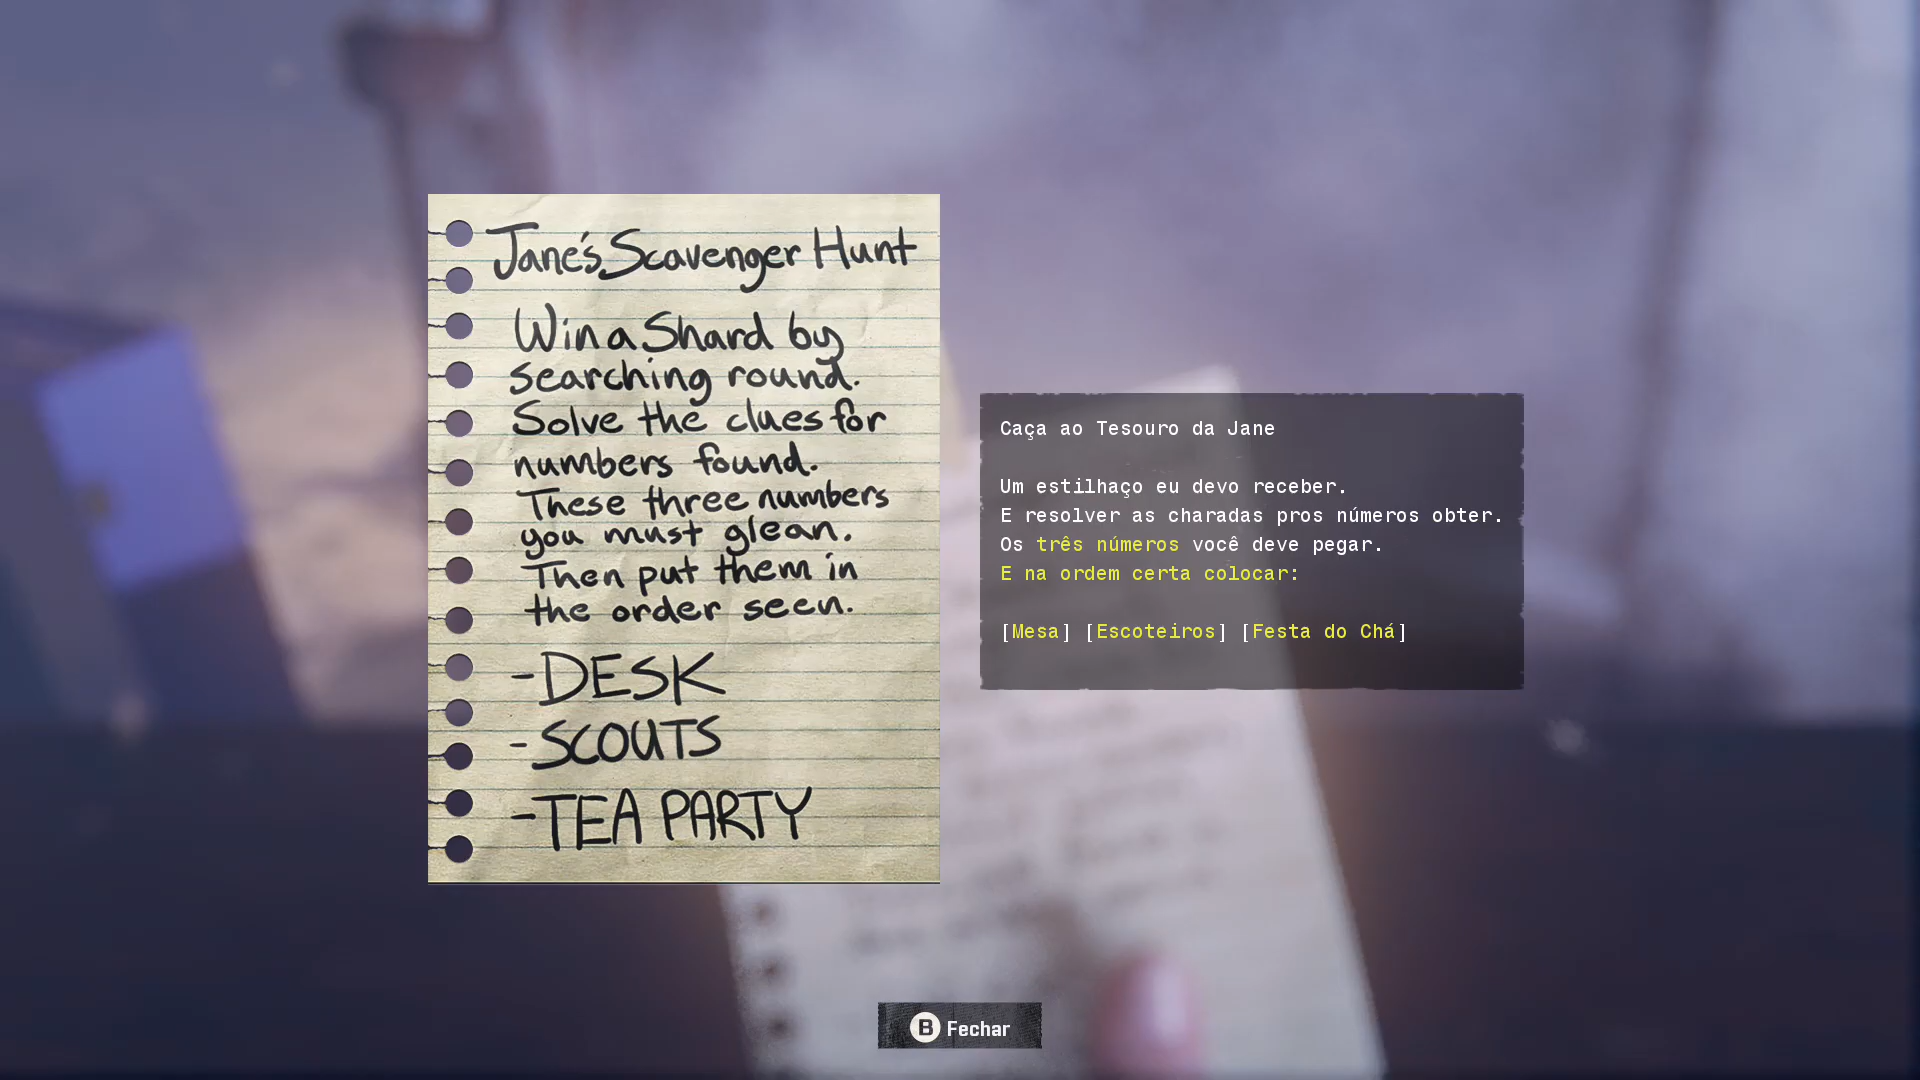 Jane's Scavenger Hunt
Win a Shard by
searching round.
Solve the clues for
numbers found.
These three numbers
you must glean.
Then put them in
the order seen.
- DESK
- SCOUTS
- TEA PARTY
Caça ao Tesouro da Jane
Um estilhaço eu devo receber.
E resolver as charadas pros números obter.
Os três números você deve pegar.
E na ordem certa colocar:
[Mesa] [Escoteiros] [Festa do Chá]
B Fechar